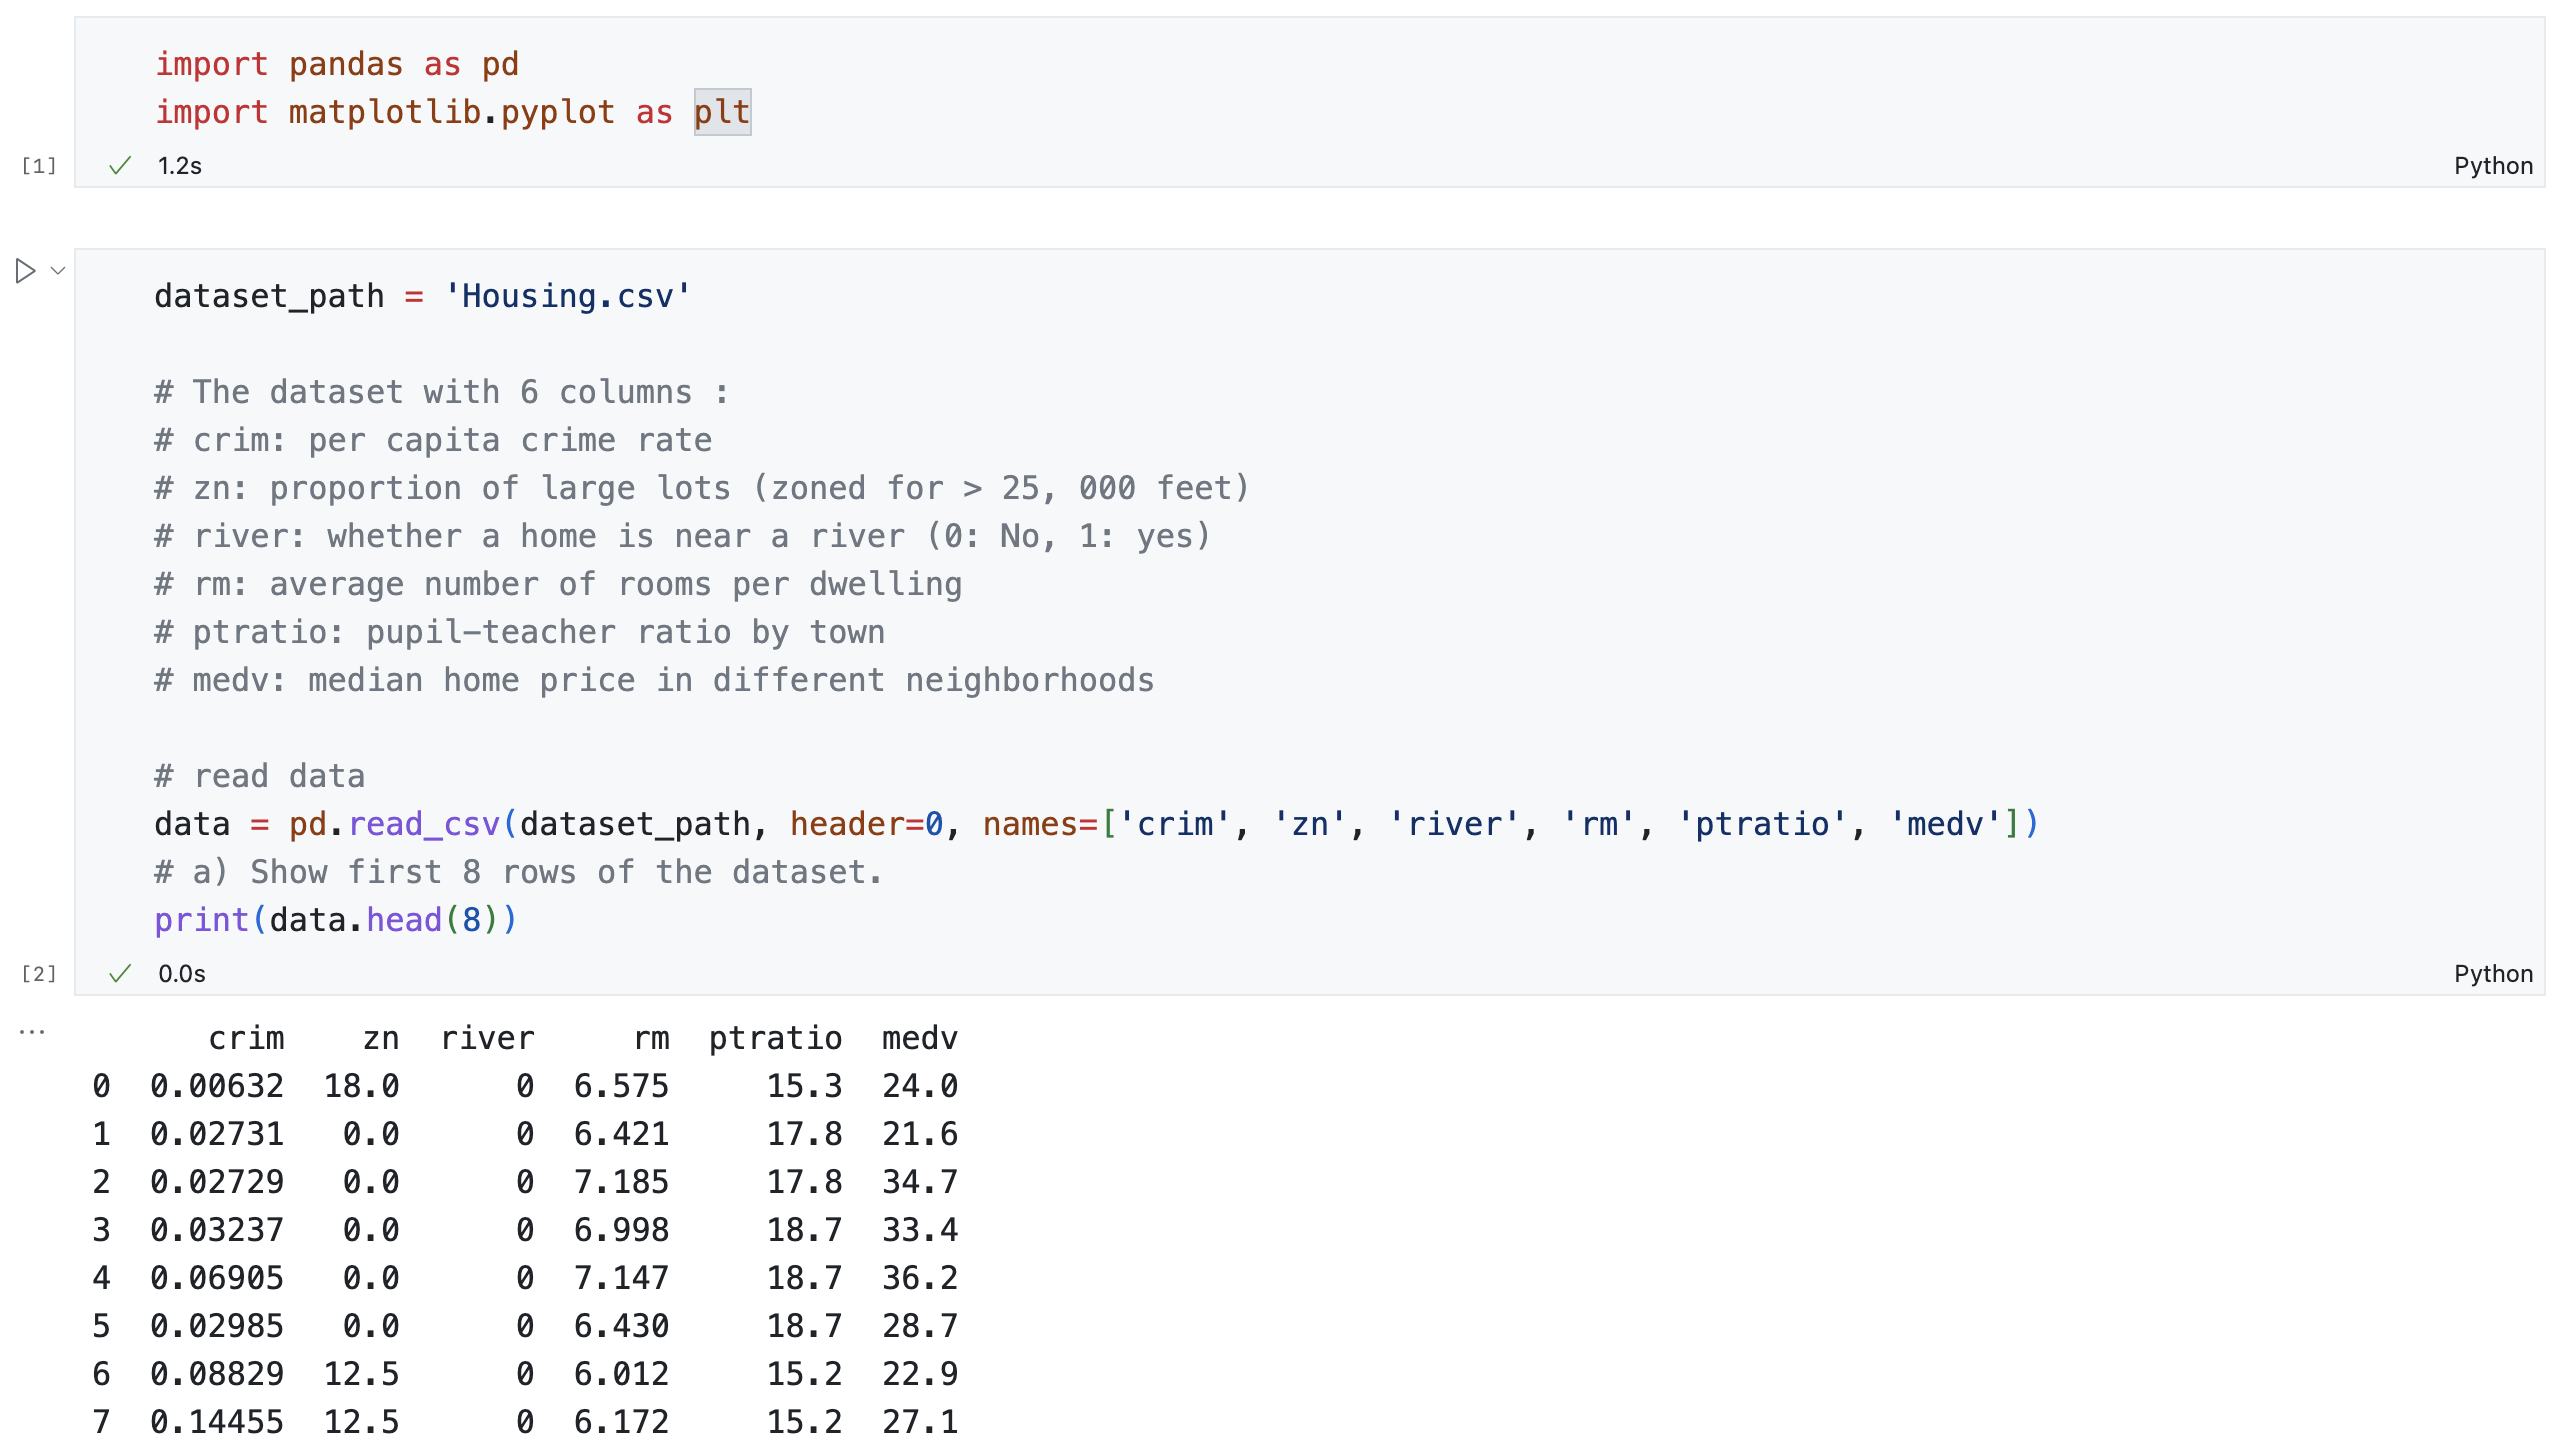 import pandas as pd
import matplotlib.pyplot as plt
[1] 1.2s Python
dataset_path = 'Housing.csv'
# The dataset with 6 columns :
# crim: per capita crime rate
# zn: proportion of large lots (zoned for > 25, 000 feet)
# river: whether a home is near a river (0: No, 1: yes)
# rm: average number of rooms per dwelling
# ptratio: pupil-teacher ratio by town
# medv: median home price in different neighborhoods
# read data
data = pd.read_csv(dataset_path, header=0, names=['crim', 'zn', 'river', 'rm', 'ptratio', 'medv'])
# a) Show first 8 rows of the dataset.
print(data.head(8))
[2] 0.0s Python
... crim zn river rm ptratio medv
0 0.00632 18.0 0 6.575 15.3 24.0
1 0.02731 0.0 0 6.421 17.8 21.6
2 0.02729 0.0 0 7.185 17.8 34.7
3 0.03237 0.0 0 6.998 18.7 33.4
4 0.06905 0.0 0 7.147 18.7 36.2
5 0.02985 0.0 0 6.430 18.7 28.7
6 0.08829 12.5 0 6.012 15.2 22.9
7 0.14455 12.5 0 6.172 15.2 27.1